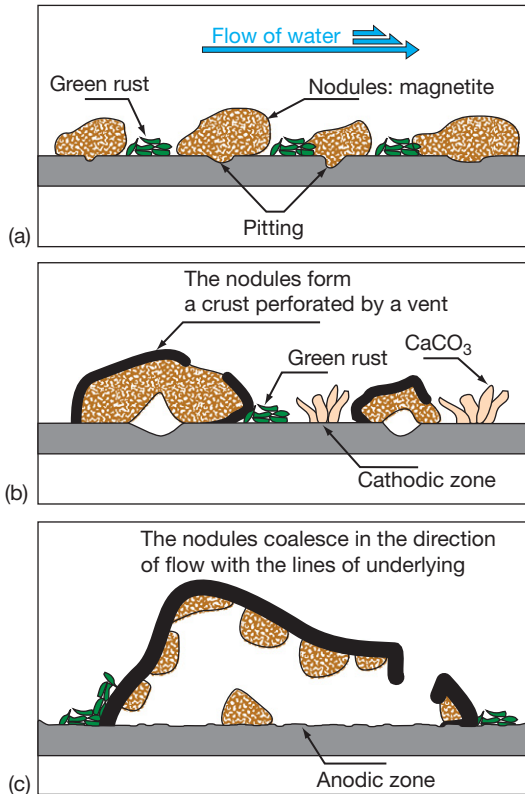 Flow of water
Green rust
Nodules: magnetite
Pitting
(a)
The nodules form
a crust perforated by a vent
CaCO3
Green rust
Cathodic zone
(b)
The nodules coalesce in the direction
of flow with the lines of underlying
Anodic zone
(c)